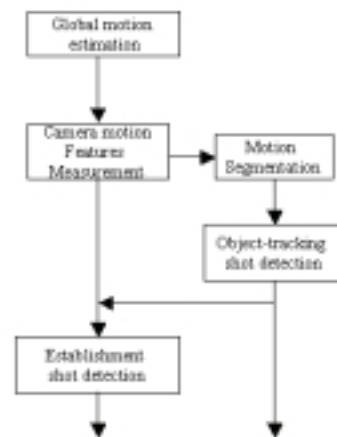 Global motion
estimation
Camera motion
Features
Measurement
Motion
Segmentation
Object-tracking
shot detection
Establishment
shot detection